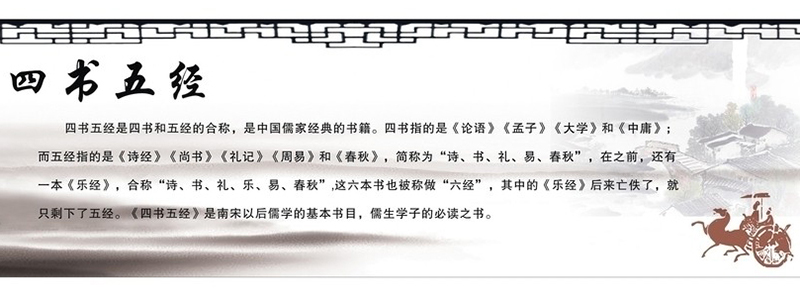 四书五经
四书五经是四书和五经的合称，是中国儒家经典的书籍。四书指的是《论语》《孟子》《大学》和《中庸》；
而五经指的是《诗经》《尚书》《礼记》《周易》和《春秋》，简称为“诗、书、礼、易、春秋”，在之前，还有
一本《乐经》，合称“诗、书、礼、乐、易、春秋”,这六本书也被称做“六经”，其中的《乐经》后来亡佚了，就
只剩下了五经。《四书五经》是南宋以后儒学的基本书目，儒生学子的必读之书。